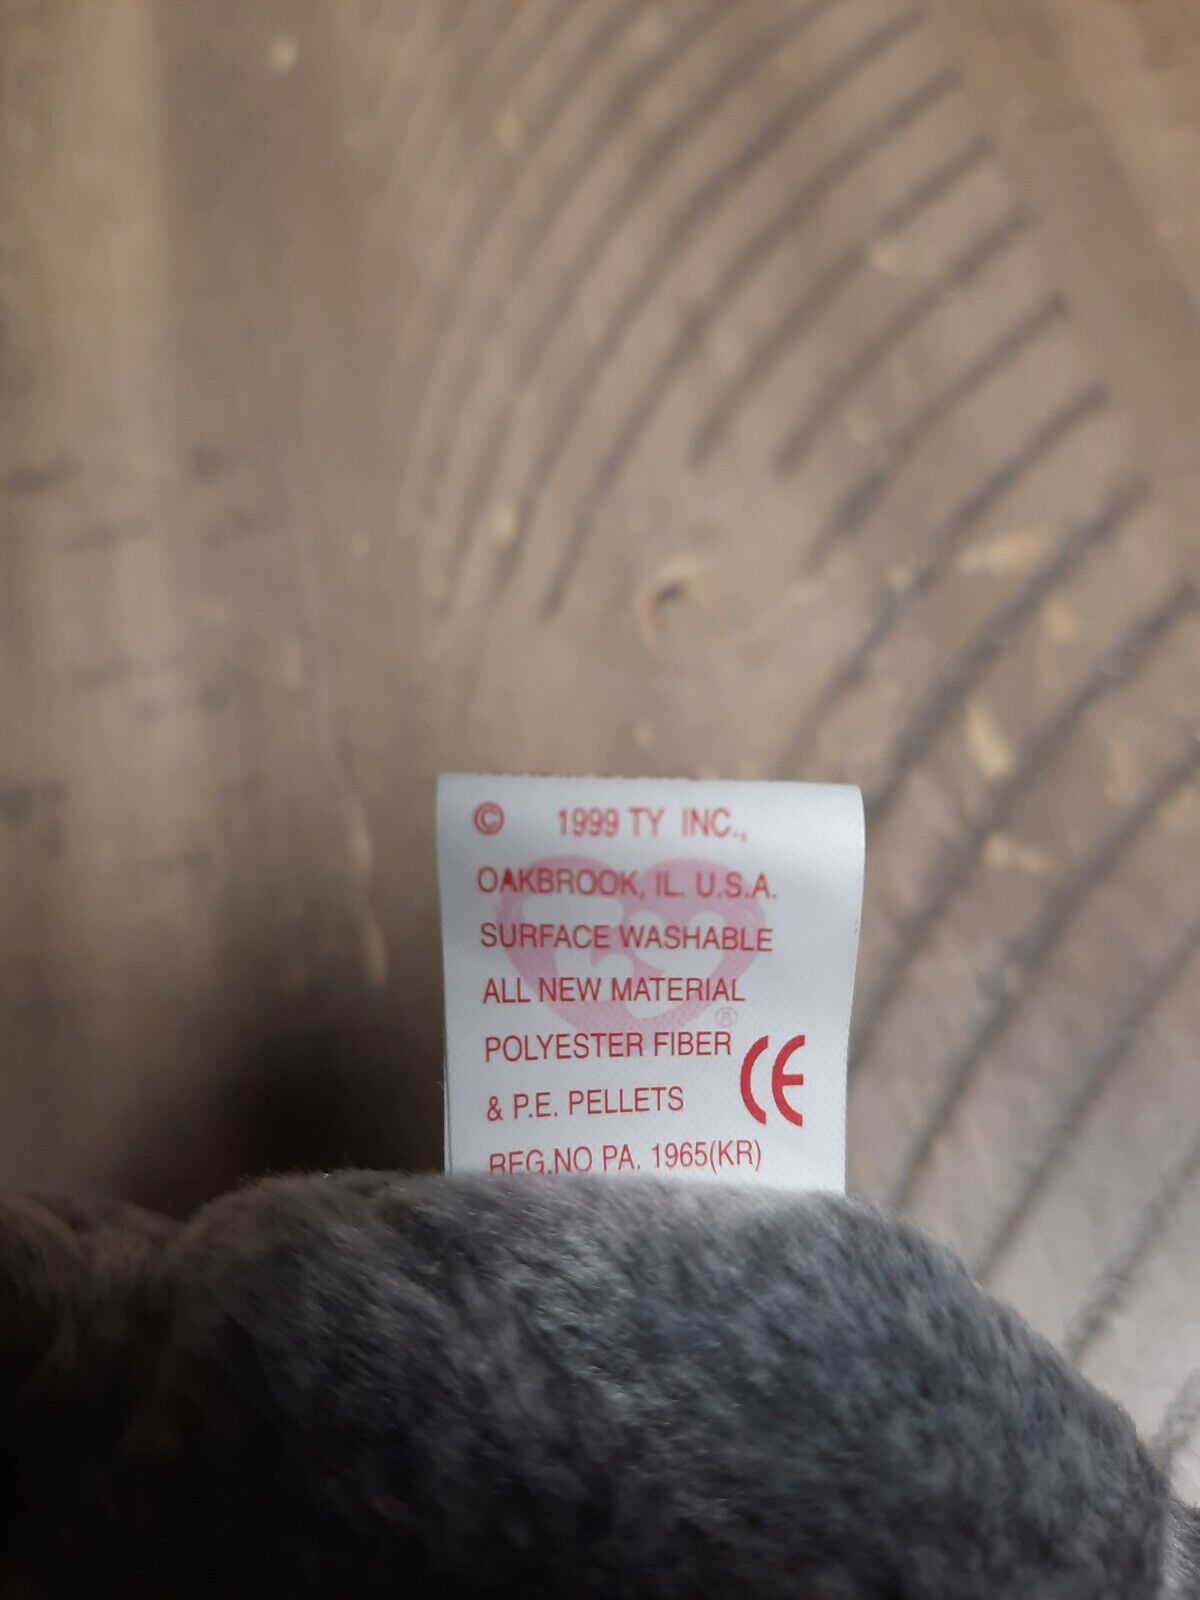 © 1999 TY INC.,
OAKBROOK, IL. U.S.A.
SURFACE WASHABLE
ALL NEW MATERIAL
POLYESTER FIBER
& P.E. PELLETS CE
REG.NO PA. 1965(KR)
ty ®